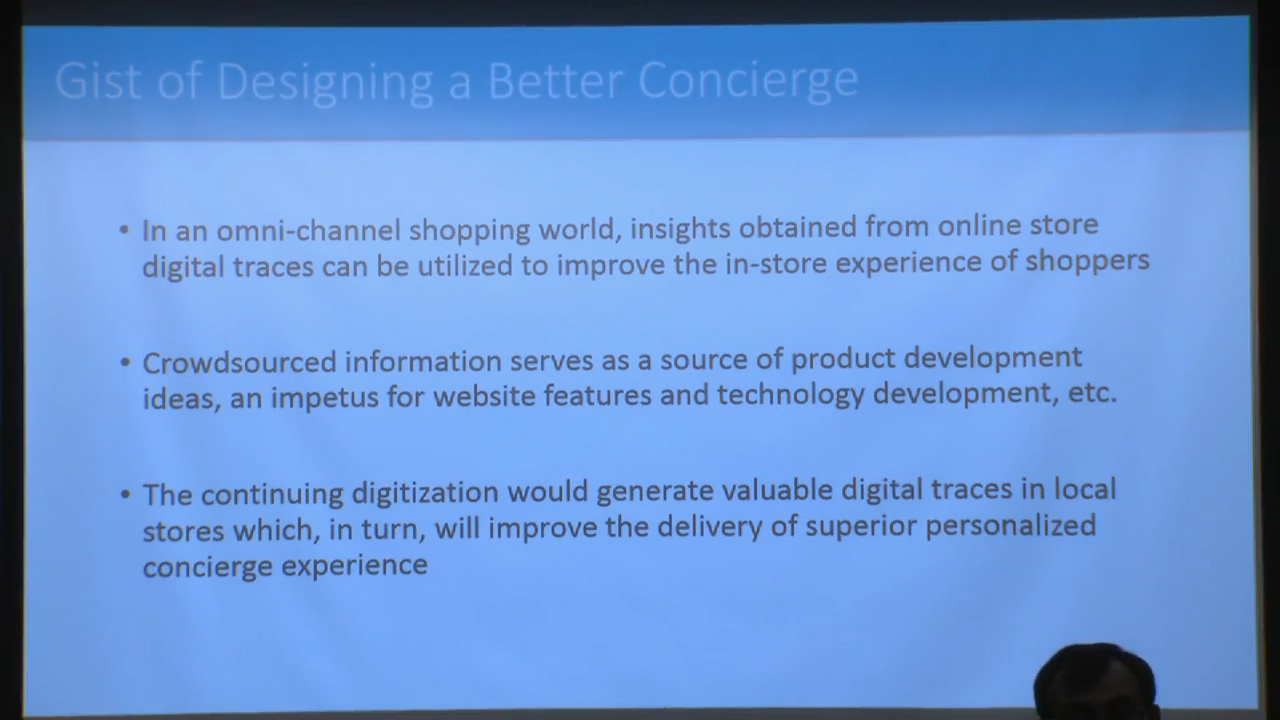 Gist of Designing a Better Concierge
• In an omni-channel shopping world, insights obtained from online store
digital traces can be utilized to improve the in-store experience of shoppers
• Crowdsourced information serves as a source of product development
ideas, an impetus for website features and technology development, etc.
• The continuing digitization would generate valuable digital traces in local
stores which, in turn, will improve the delivery of superior personalized
concierge experience